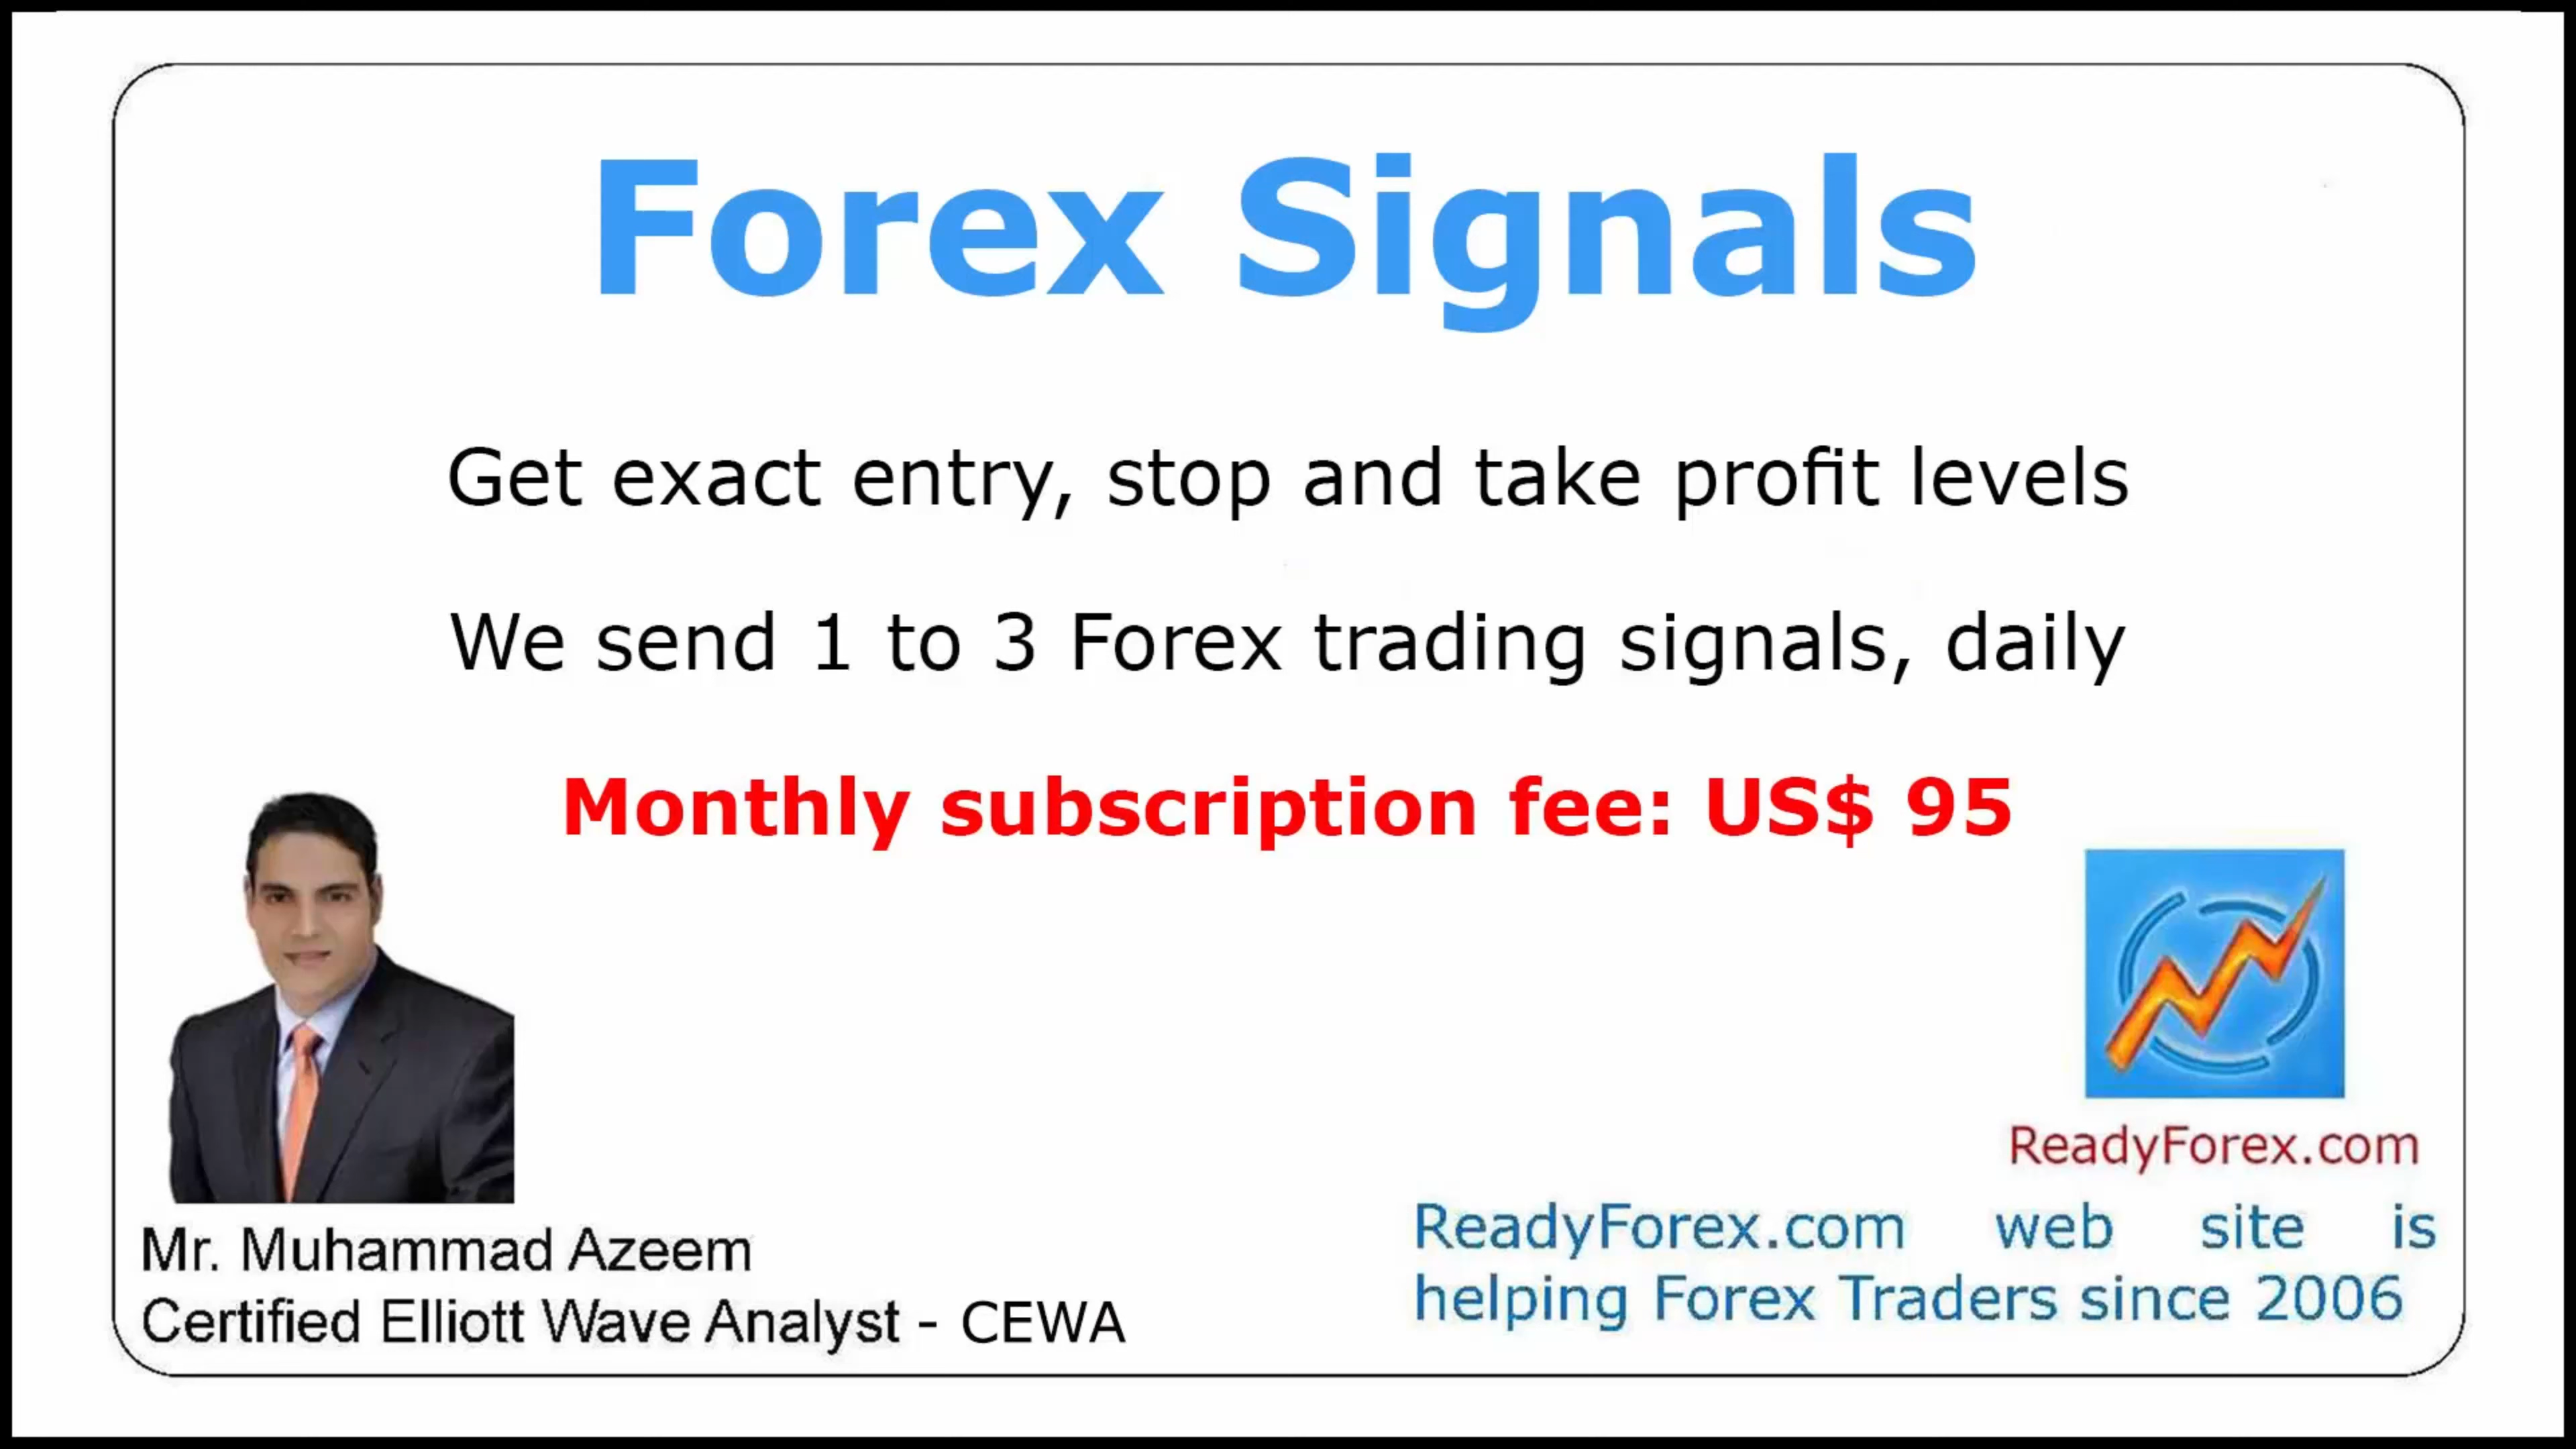 Forex Signals
Get exact entry, stop and take profit levels
We send 1 to 3 Forex trading signals, daily
Monthly subscription fee: US$ 95
ReadyForex.com
Mr. Muhammad Azeem
Certified Elliott Wave Analyst - CEWA
ReadyForex.com web site is
helping Forex Traders since 2006